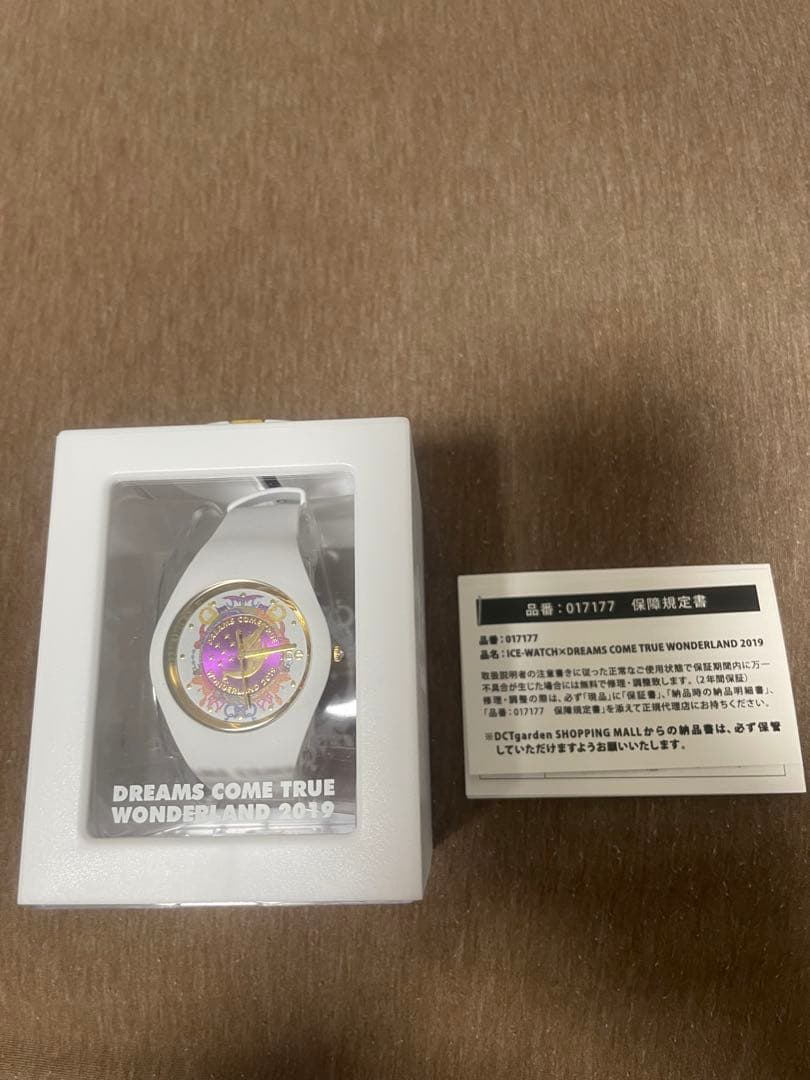 DREAMS COME TRUE
WONDERLAND 2019
DREAMS COME TRUE
WONDERLAND 2019
品番：017177　保障規定書
品番：017177
品名：ICE-WATCH×DREAMS COME TRUE WONDERLAND 2019
取扱説明書の注意書きに従った正常なご使用状態で保証期間内に万一
不具合が生じた場合には無料で修理・調整致します。（2年間保証）
修理・調整の際は、必ず「現品」に「保証書」、「納品時の納品明細書」、
「品番：017177　保障規定書」を添えて正規代理店にお持ちください。
※DCTgarden SHOPPING MALLからの納品書は、必ず保管
していただけますようお願いいたします。